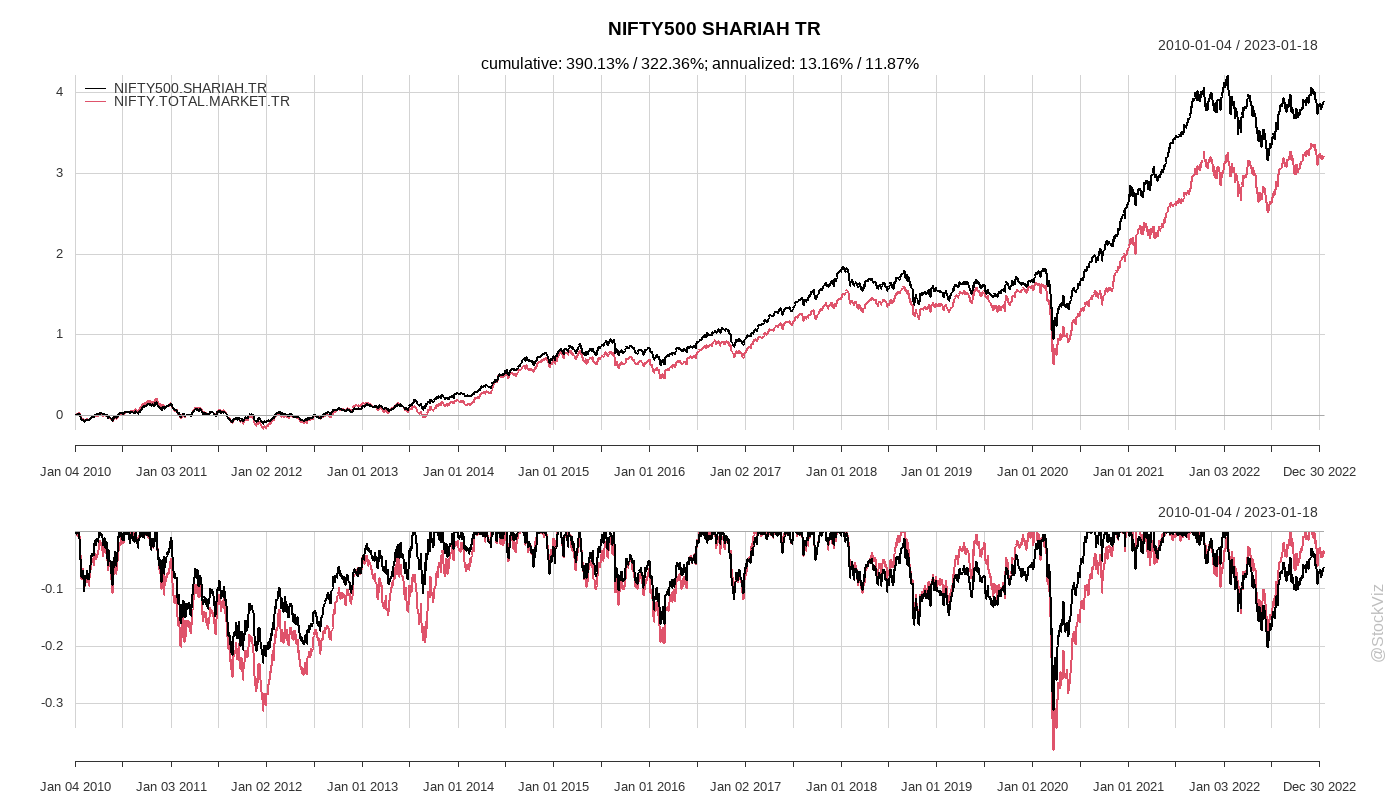 NIFTY500 SHARIAH TR
2010-01-04 / 2023-01-18
cumulative: 390.13% / 322.36%; annualized: 13.16% / 11.87%
NIFTY500.SHARIAH.TR
NIFTY.TOTAL.MARKET.TR
4
3
2
1
0
Jan 04 2010 Jan 03 2011 Jan 02 2012 Jan 01 2013 Jan 01 2014 Jan 01 2015 Jan 01 2016 Jan 02 2017 Jan 01 2018 Jan 01 2019 Jan 01 2020 Jan 01 2021 Jan 03 2022 Dec 30 2022
2010-01-04 / 2023-01-18
-0.1
-0.2
-0.3
@StockViz
Jan 04 2010 Jan 03 2011 Jan 02 2012 Jan 01 2013 Jan 01 2014 Jan 01 2015 Jan 01 2016 Jan 02 2017 Jan 01 2018 Jan 01 2019 Jan 01 2020 Jan 01 2021 Jan 03 2022 Dec 30 2022